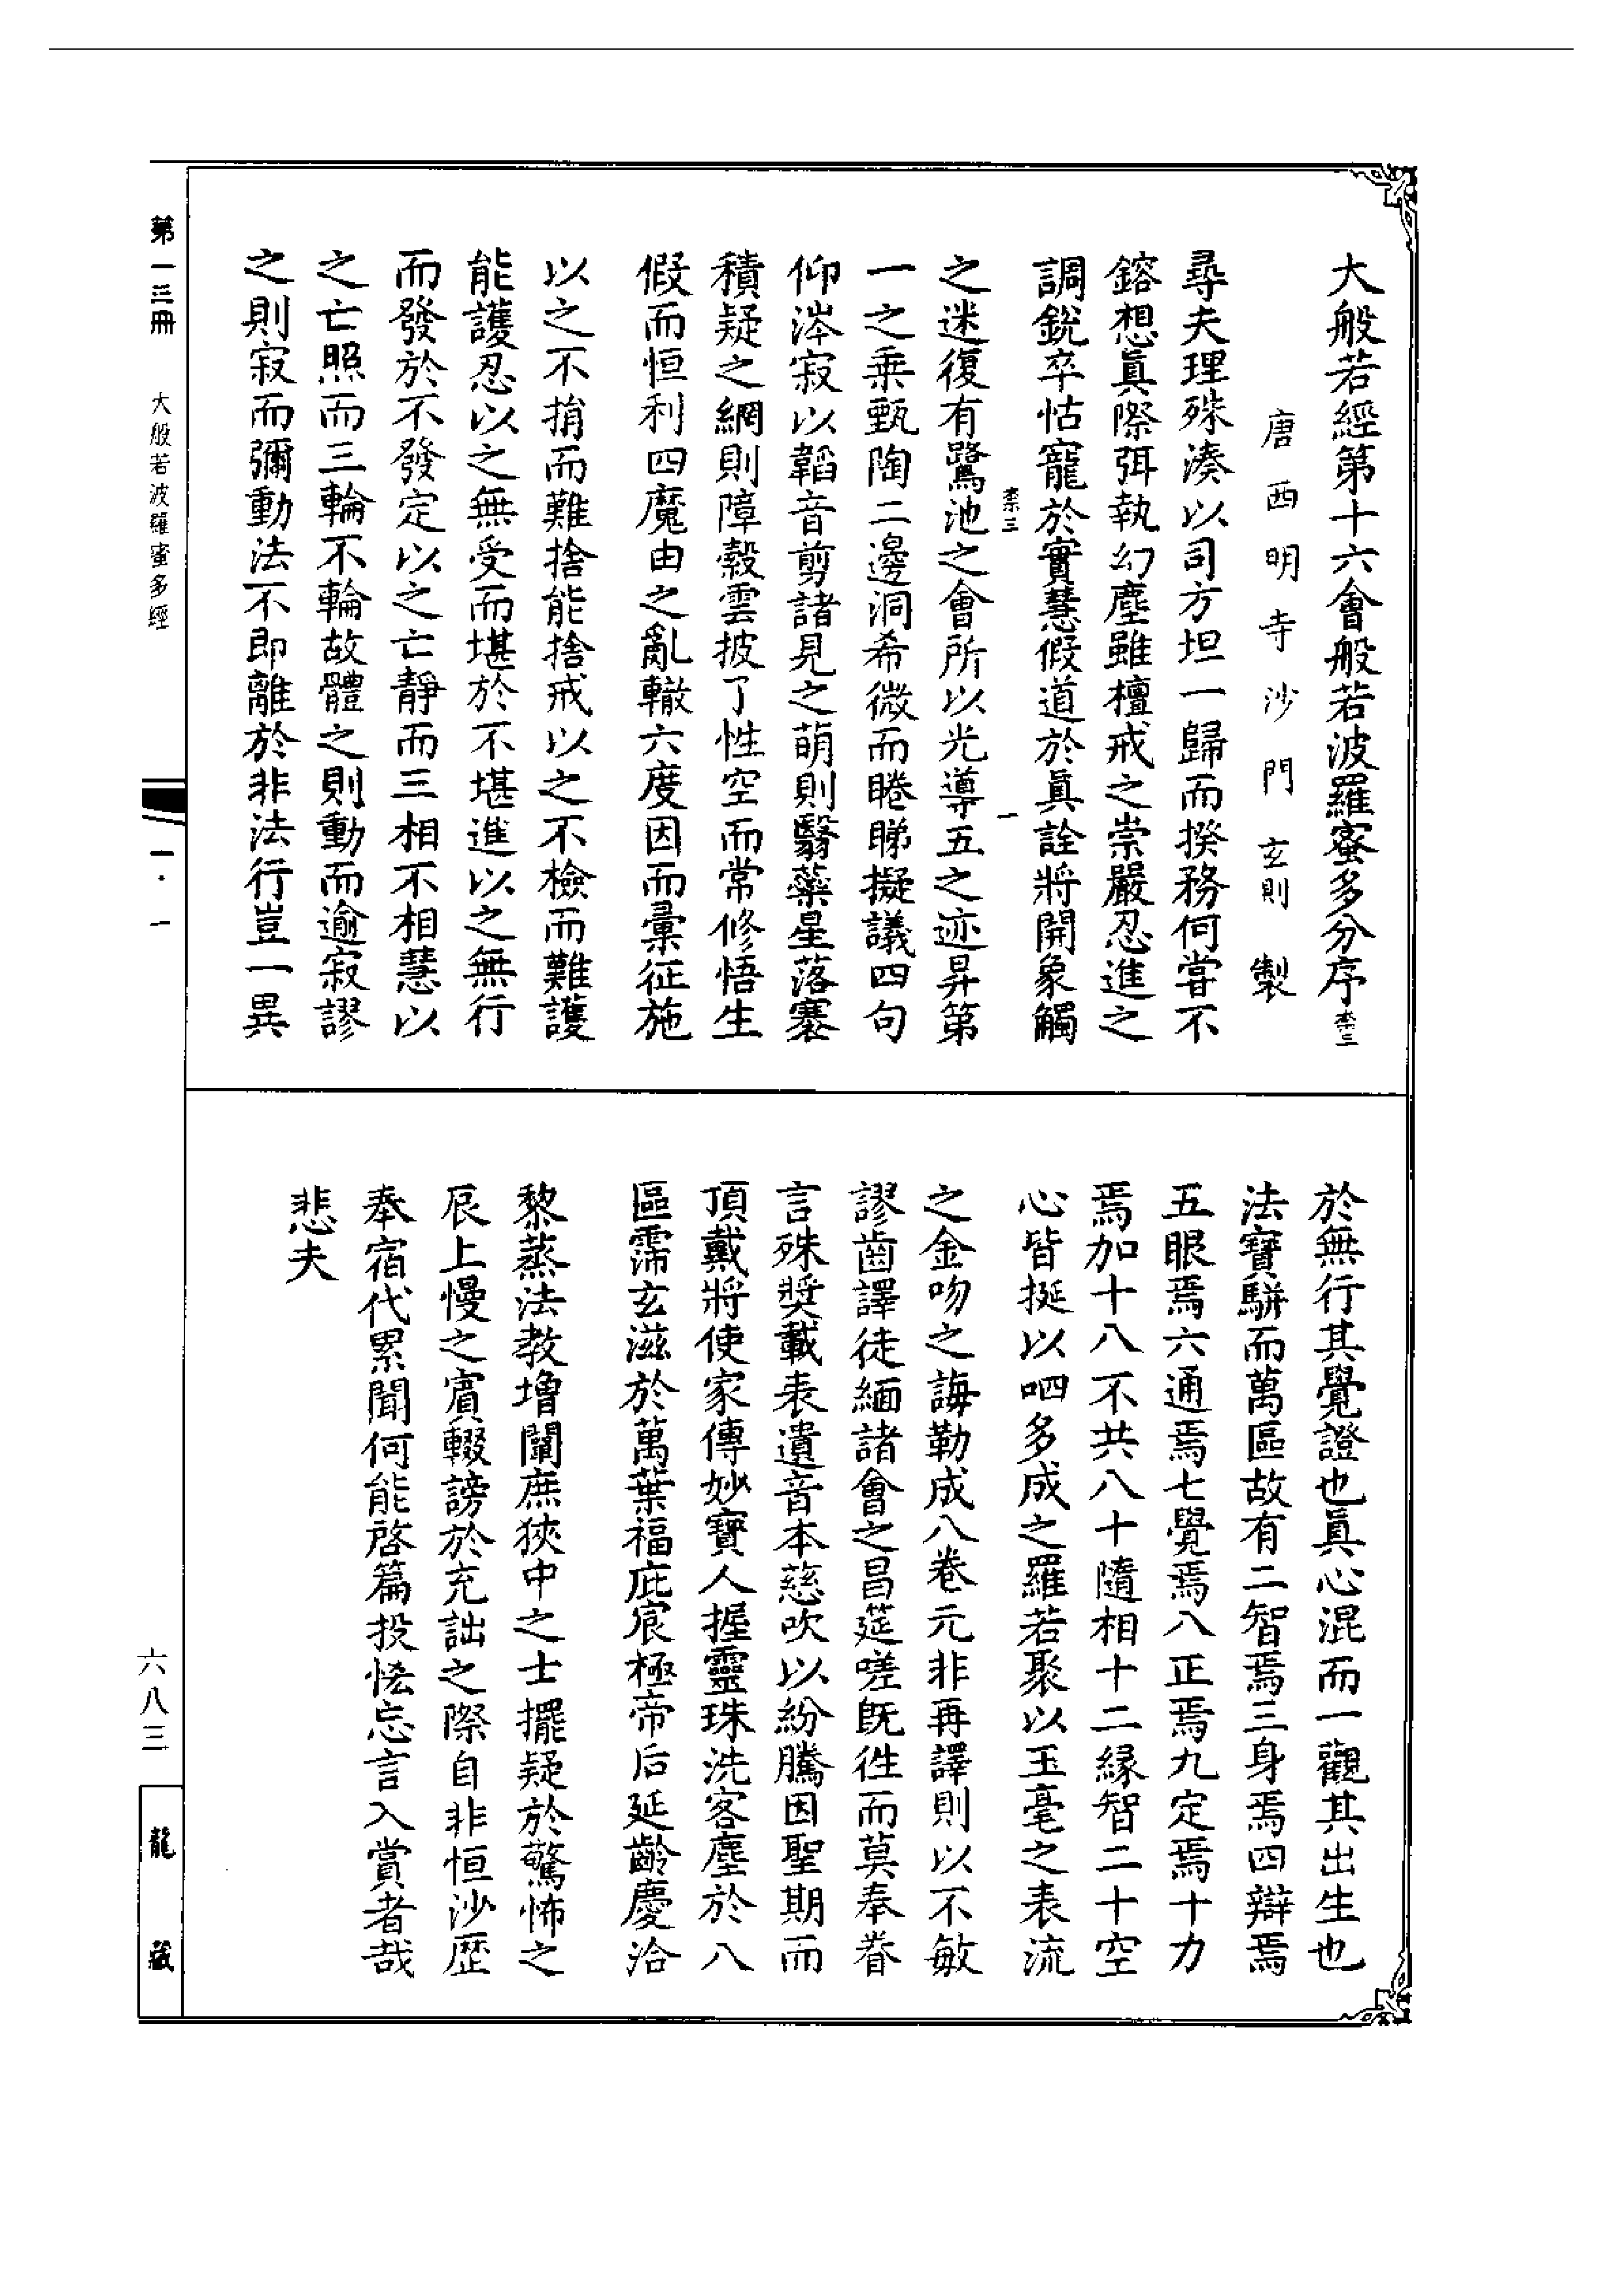 大般若經第十六會般若波羅蜜多分序柰三
唐西明寺沙門玄則製
尋夫理殊湊以司方坦一歸而揆務何嘗不
鎔想眞際弭執幻塵雖檀戒之崇嚴忍進之
調銳卒怙寵於實慧假道於眞詮將開象觸
柰三 一
之迷復有鷺池之會所以光導五之迹昇第
一之乘甄陶二邊洞希微而睠睇擬議四句
仰涬寂以韜音剪諸見之萌則翳藥星落褰
積疑之網則障縠雲披了性空而常修悟生
假而恒利四魔由之亂轍六度因而彙征施
以之不捐而難捨能捨戒以之不檢而難護
能護忍以之無受而堪於不堪進以之無行
而發於不發定以之亡靜而三相不相慧以
之亡照而三輪不輪故體之則動而逾寂謬
之則寂而彌動法不即離於非法行豈一異
於無行其覺證也眞心混而一觀其出生也
法寶駢而萬區故有二智焉三身焉四辯焉
五眼焉六通焉七覺焉八正焉九定焉十力
焉加十八不共八十隨相十二緣智二十空
心皆挺以呬多成之羅若聚以玉毫之表流
之金吻之誨勒成八卷元非再譯則以不敏
謬齒譯徒緬諸會之昌筵嗟既徃而莫奉眷
言殊獎載表遺音本慈吹以紛騰因聖期而
頂戴將使家傳妙寶人握靈珠洗客塵於八
區霈玄滋於萬葉福庇宸極帝后延齡慶洽
黎蒸法教增闡庶狹中之士擺疑於驚怖之
辰上慢之賓輟謗於充詘之際自非恒沙歷
奉宿代累聞何能啓篇投恡忘言入賞者哉
悲夫
第一三冊 大般若波羅蜜多經
一·一
六八三
龍藏